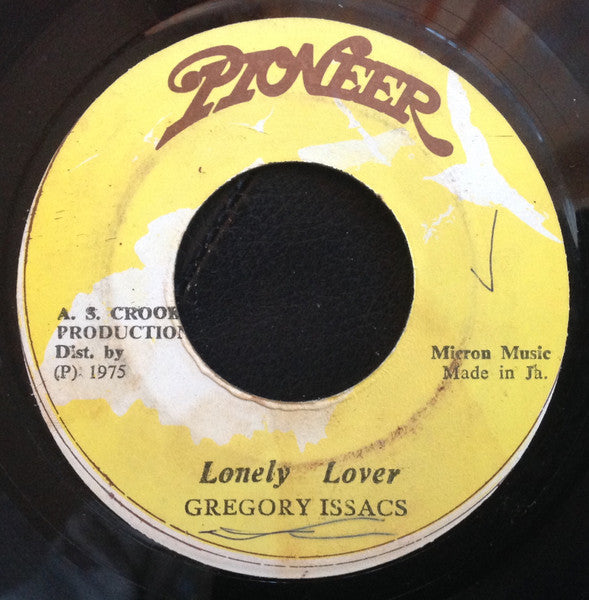 PIONEER
A. S. CROOK
PRODUCTION
Dist. by
(P) 1975
Micron Music
Made in Ja.
Lonely Lover
GREGORY ISSACS